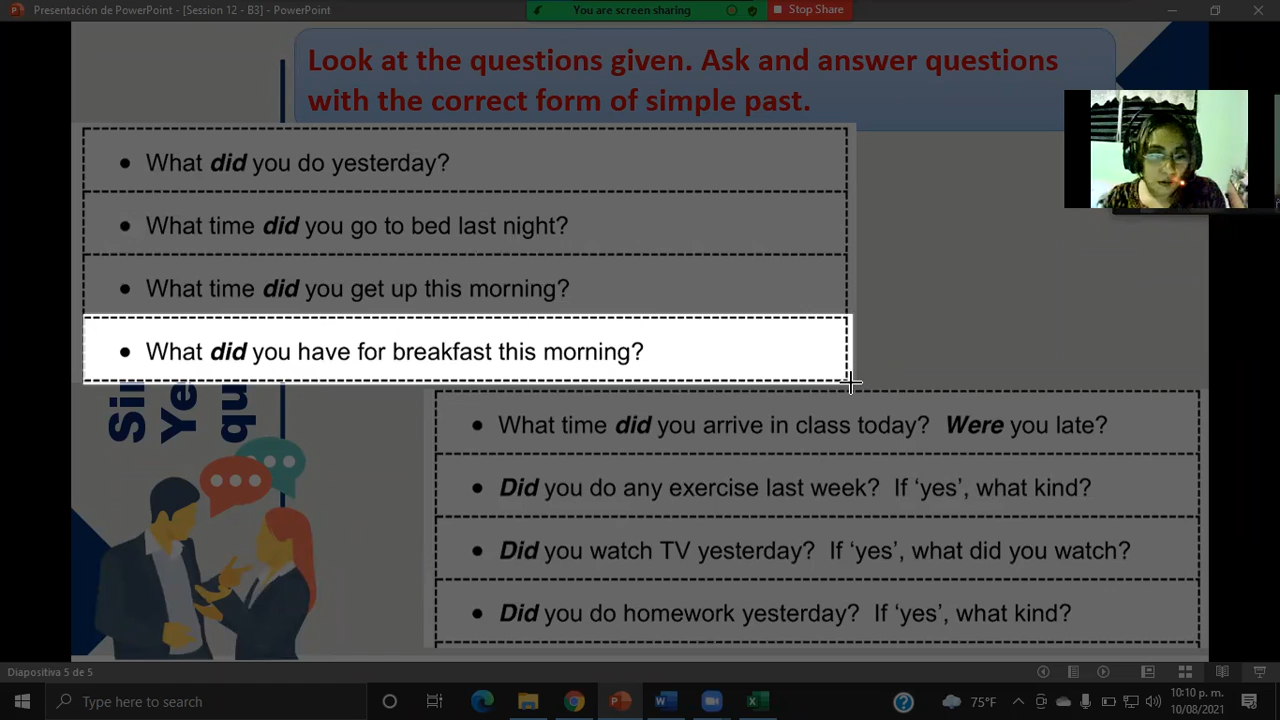 Presentación de PowerPoint - [Session 12 - B3] - PowerPoint
You are screen sharing
Stop Share
Look at the questions given. Ask and answer questions
with the correct form of simple past.
• What did you do yesterday?
• What time did you go to bed last night?
• What time did you get up this morning?
• What did you have for breakfast this morning?
• What time did you arrive in class today? Were you late?
• Did you do any exercise last week? If ‘yes’, what kind?
• Did you watch TV yesterday? If ‘yes’, what did you watch?
• Did you do homework yesterday? If ‘yes’, what kind?
Diapositiva 5 de 5
Type here to search
75°F
10:10 p. m.
10/08/2021